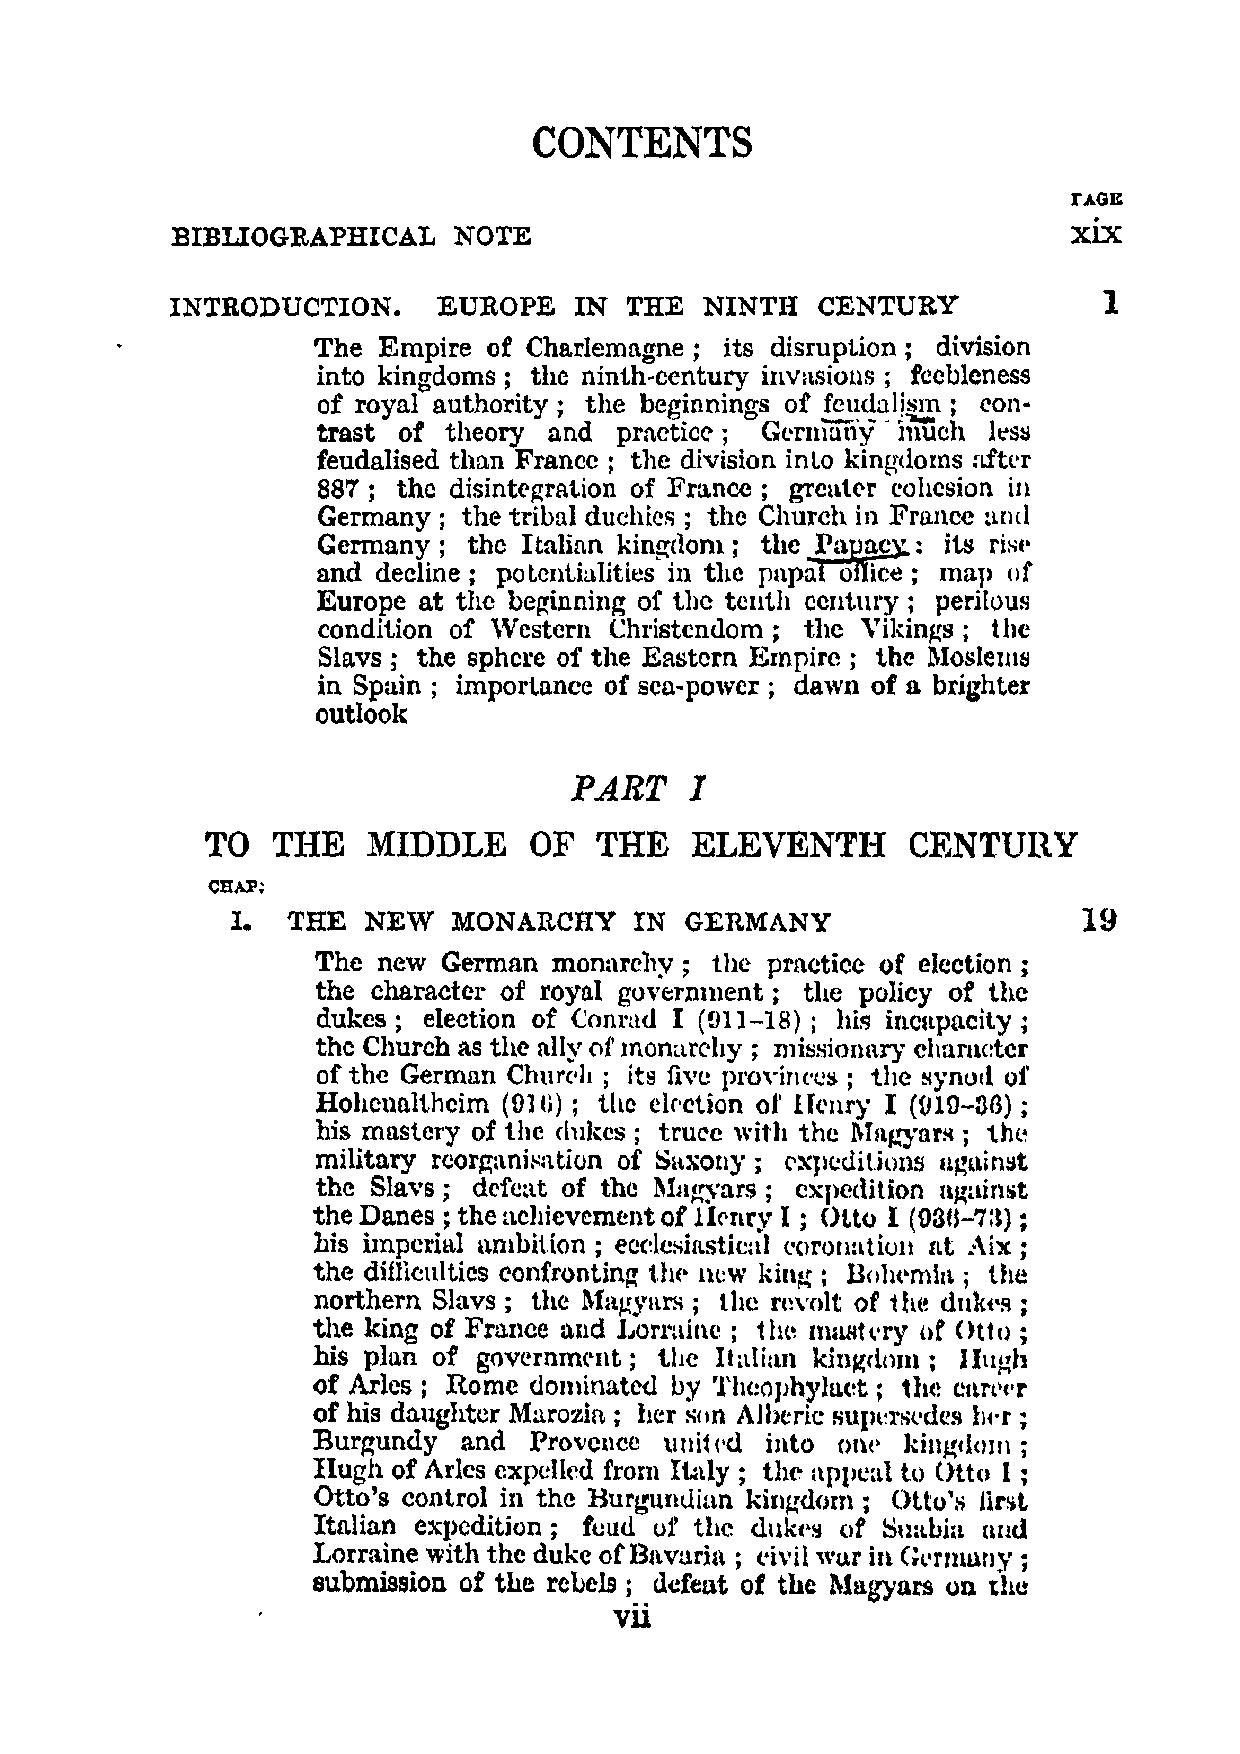 CONTENTS
PAGE
BIBLIOGRAPHICAL NOTE xix
INTRODUCTION. EUROPE IN THE NINTH CENTURY 1
The Empire of Charlemagne ; its disruption ; division
into kingdoms ; the ninth-century invasions ; feebleness
of royal authority ; the beginnings of feudalism ; con-
trast of theory and practice ; Germany much less
feudalised than France ; the division into kingdoms after
887 ; the disintegration of France ; greater cohesion in
Germany ; the tribal duchies ; the Church in France and
Germany ; the Italian kingdom ; the Papacy : its rise
and decline ; potentialities in the papal office ; map of
Europe at the beginning of the tenth century ; perilous
condition of Western Christendom ; the Vikings ; the
Slavs ; the sphere of the Eastern Empire ; the Moslems
in Spain ; importance of sea-power ; dawn of a brighter
outlook
PART I
TO THE MIDDLE OF THE ELEVENTH CENTURY
CHAP:
I. THE NEW MONARCHY IN GERMANY 19
The new German monarchy ; the practice of election ;
the character of royal government ; the policy of the
dukes ; election of Conrad I (911-18) ; his incapacity ;
the Church as the ally of monarchy ; missionary character
of the German Church ; its five provinces ; the synod of
Hohenaltheim (916) ; the election of Henry I (919-36) ;
his mastery of the dukes ; truce with the Magyars ; the
military reorganisation of Saxony ; expeditions against
the Slavs ; defeat of the Magyars ; expedition against
the Danes ; the achievement of Henry I ; Otto I (936-73) ;
his imperial ambition ; ecclesiastical coronation at Aix ;
the difficulties confronting the new king ; Bohemia ; the
northern Slavs ; the Magyars ; the revolt of the dukes ;
the king of France and Lorraine ; the mastery of Otto ;
his plan of government ; the Italian kingdom ; Hugh
of Arles ; Rome dominated by Theophylact ; the career
of his daughter Marozia ; her son Alberic supersedes her ;
Burgundy and Provence united into one kingdom ;
Hugh of Arles expelled from Italy ; the appeal to Otto I ;
Otto's control in the Burgundian kingdom ; Otto's first
Italian expedition ; feud of the dukes of Suabia and
Lorraine with the duke of Bavaria ; civil war in Germany ;
submission of the rebels ; defeat of the Magyars on the
vii